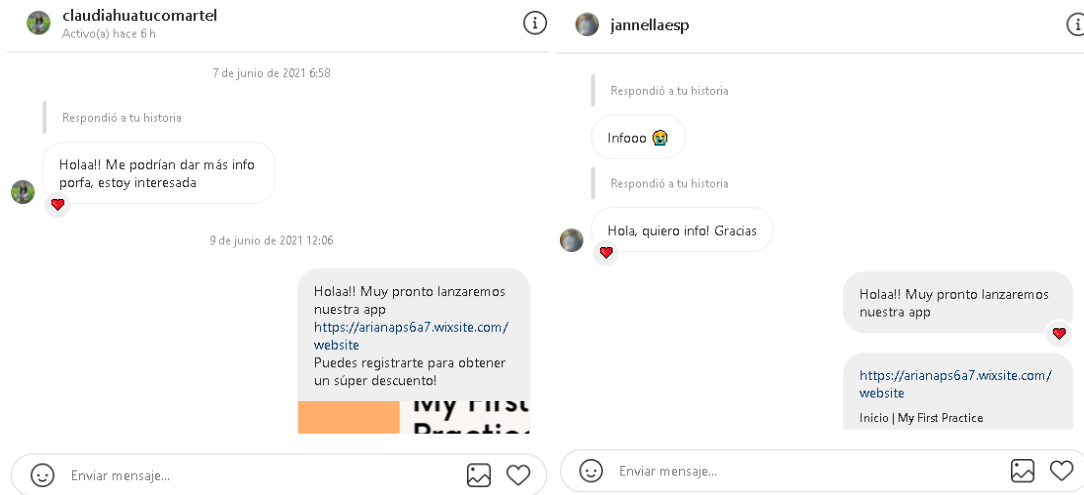 claudiahuatucomartel
Activo(a) hace 6 h
7 de junio de 2021 6:58
Respondió a tu historia
Holaa!! Me podrían dar más info
porfa, estoy interesada
9 de junio de 2021 12:06
Holaa!! Muy pronto lanzaremos
nuestra app
https://arianaps6a7.wixsite.com/
website
Puedes registrarte para obtener
un súper descuento!
My First
Practice
Enviar mensaje...
jannellaesp
Respondió a tu historia
Infooo 😭
Respondió a tu historia
Hola, quiero info! Gracias
Holaa!! Muy pronto lanzaremos
nuestra app
https://arianaps6a7.wixsite.com/
website
Inicio | My First Practice
Enviar mensaje...